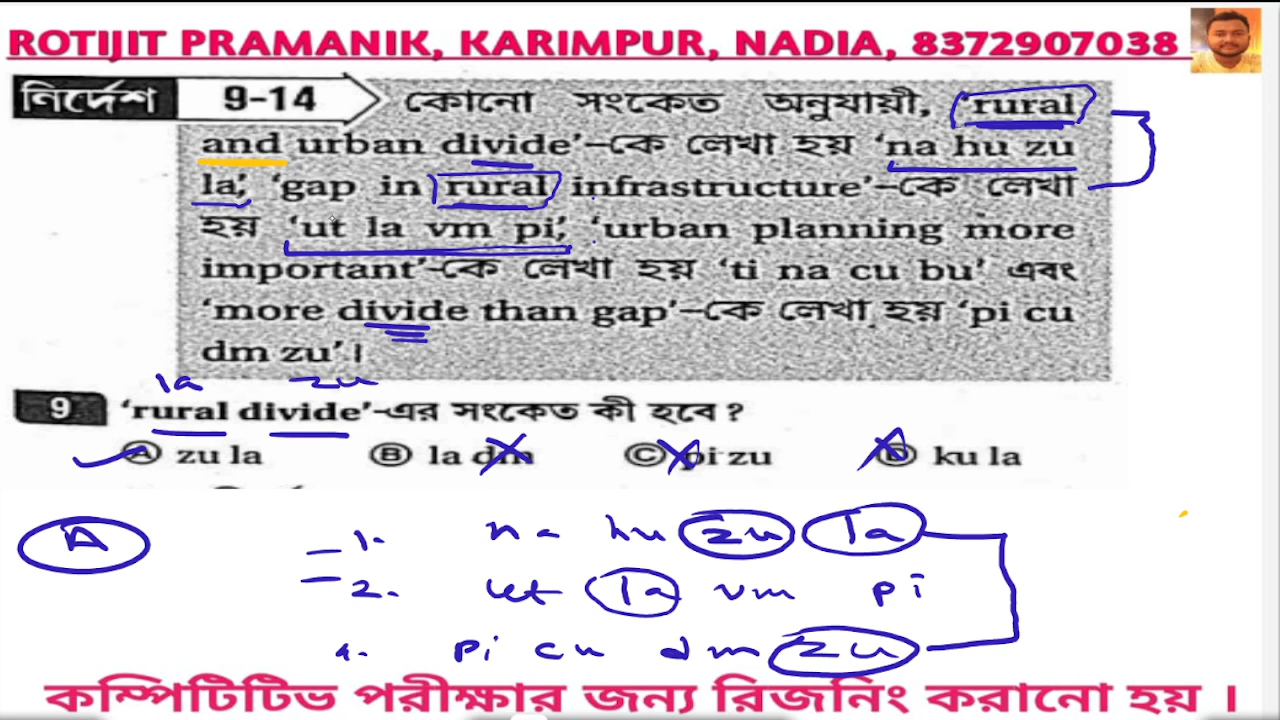 ROTIJIT PRAMANIK, KARIMPUR, NADIA, 8372907038
নির্দেশ 9-14 কোনো সংকেত অনুযায়ী, ‘rural
and urban divide’-কে লেখা হয় ‘na hu zu
la’, ‘gap in rural infrastructure’-কে লেখা
হয় ‘ut la vm pi’, ‘urban planning more
important’-কে লেখা হয় ‘ti na cu bu’ এবং
‘more divide than gap’-কে লেখা হয় ‘pi cu
dm zu’।
la zu
9 ‘rural divide’-এর সংকেত কী হবে ?
A zu la B la dm C pi zu D ku la
A 1. na hu zu la
2. ut la vm pi
4. pi cu dm zu
কম্পিটিটিভ পরীক্ষার জন্য রিজনিং করানো হয় ।